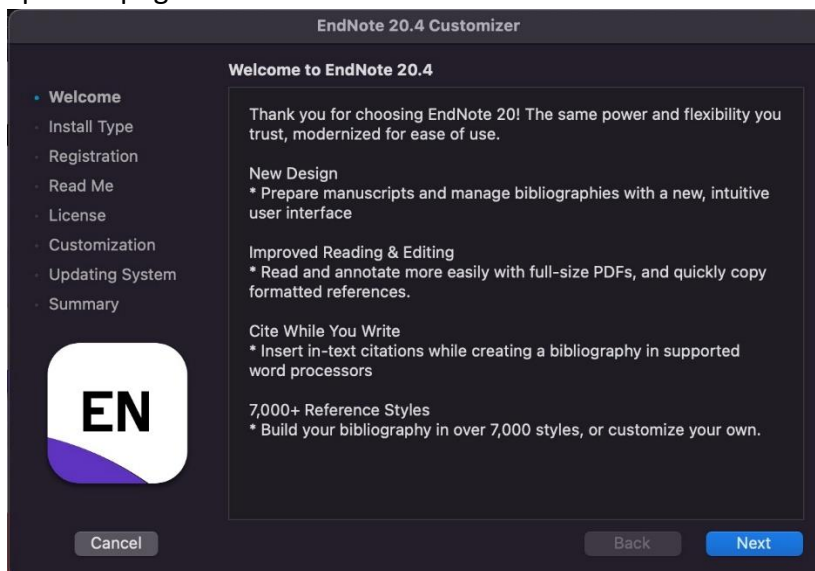 EndNote 20.4 Customizer
Welcome to EndNote 20.4
Welcome
Install Type
Registration
Read Me
License
Customization
Updating System
Summary
EN
Thank you for choosing EndNote 20! The same power and flexibility you
trust, modernized for ease of use.
New Design
* Prepare manuscripts and manage bibliographies with a new, intuitive
user interface
Improved Reading & Editing
* Read and annotate more easily with full-size PDFs, and quickly copy
formatted references.
Cite While You Write
* Insert in-text citations while creating a bibliography in supported
word processors
7,000+ Reference Styles
* Build your bibliography in over 7,000 styles, or customize your own.
Cancel
Back
Next